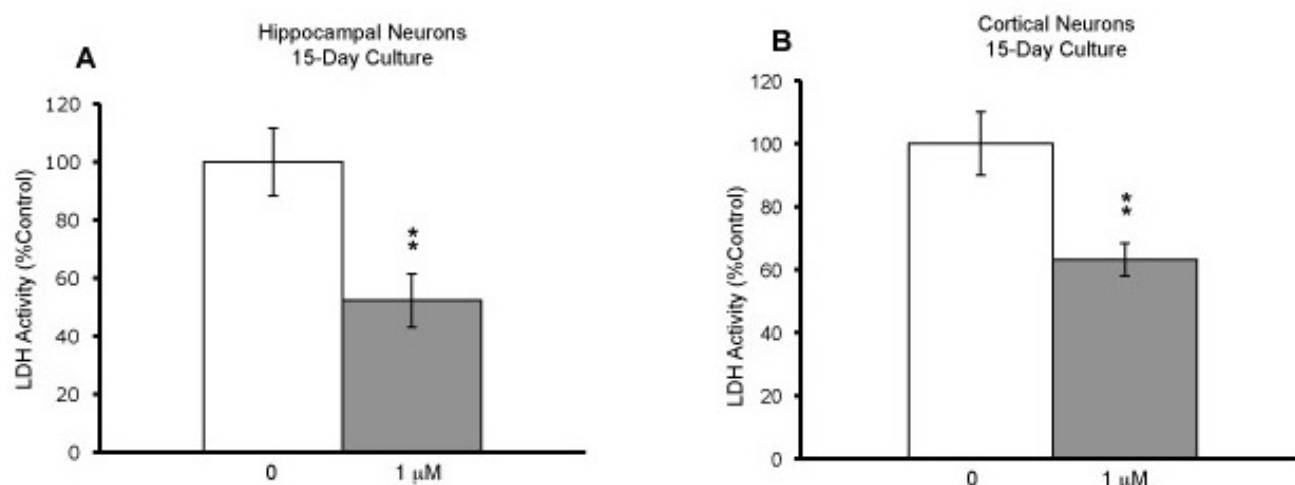 A
Hippocampal Neurons
15-Day Culture
LDH Activity (%Control)
120
100
80
60
40
20
0
**
0
1 μM
B
Cortical Neurons
15-Day Culture
LDH Activity (%Control)
120
100
80
60
40
20
0
**
0
1 μM